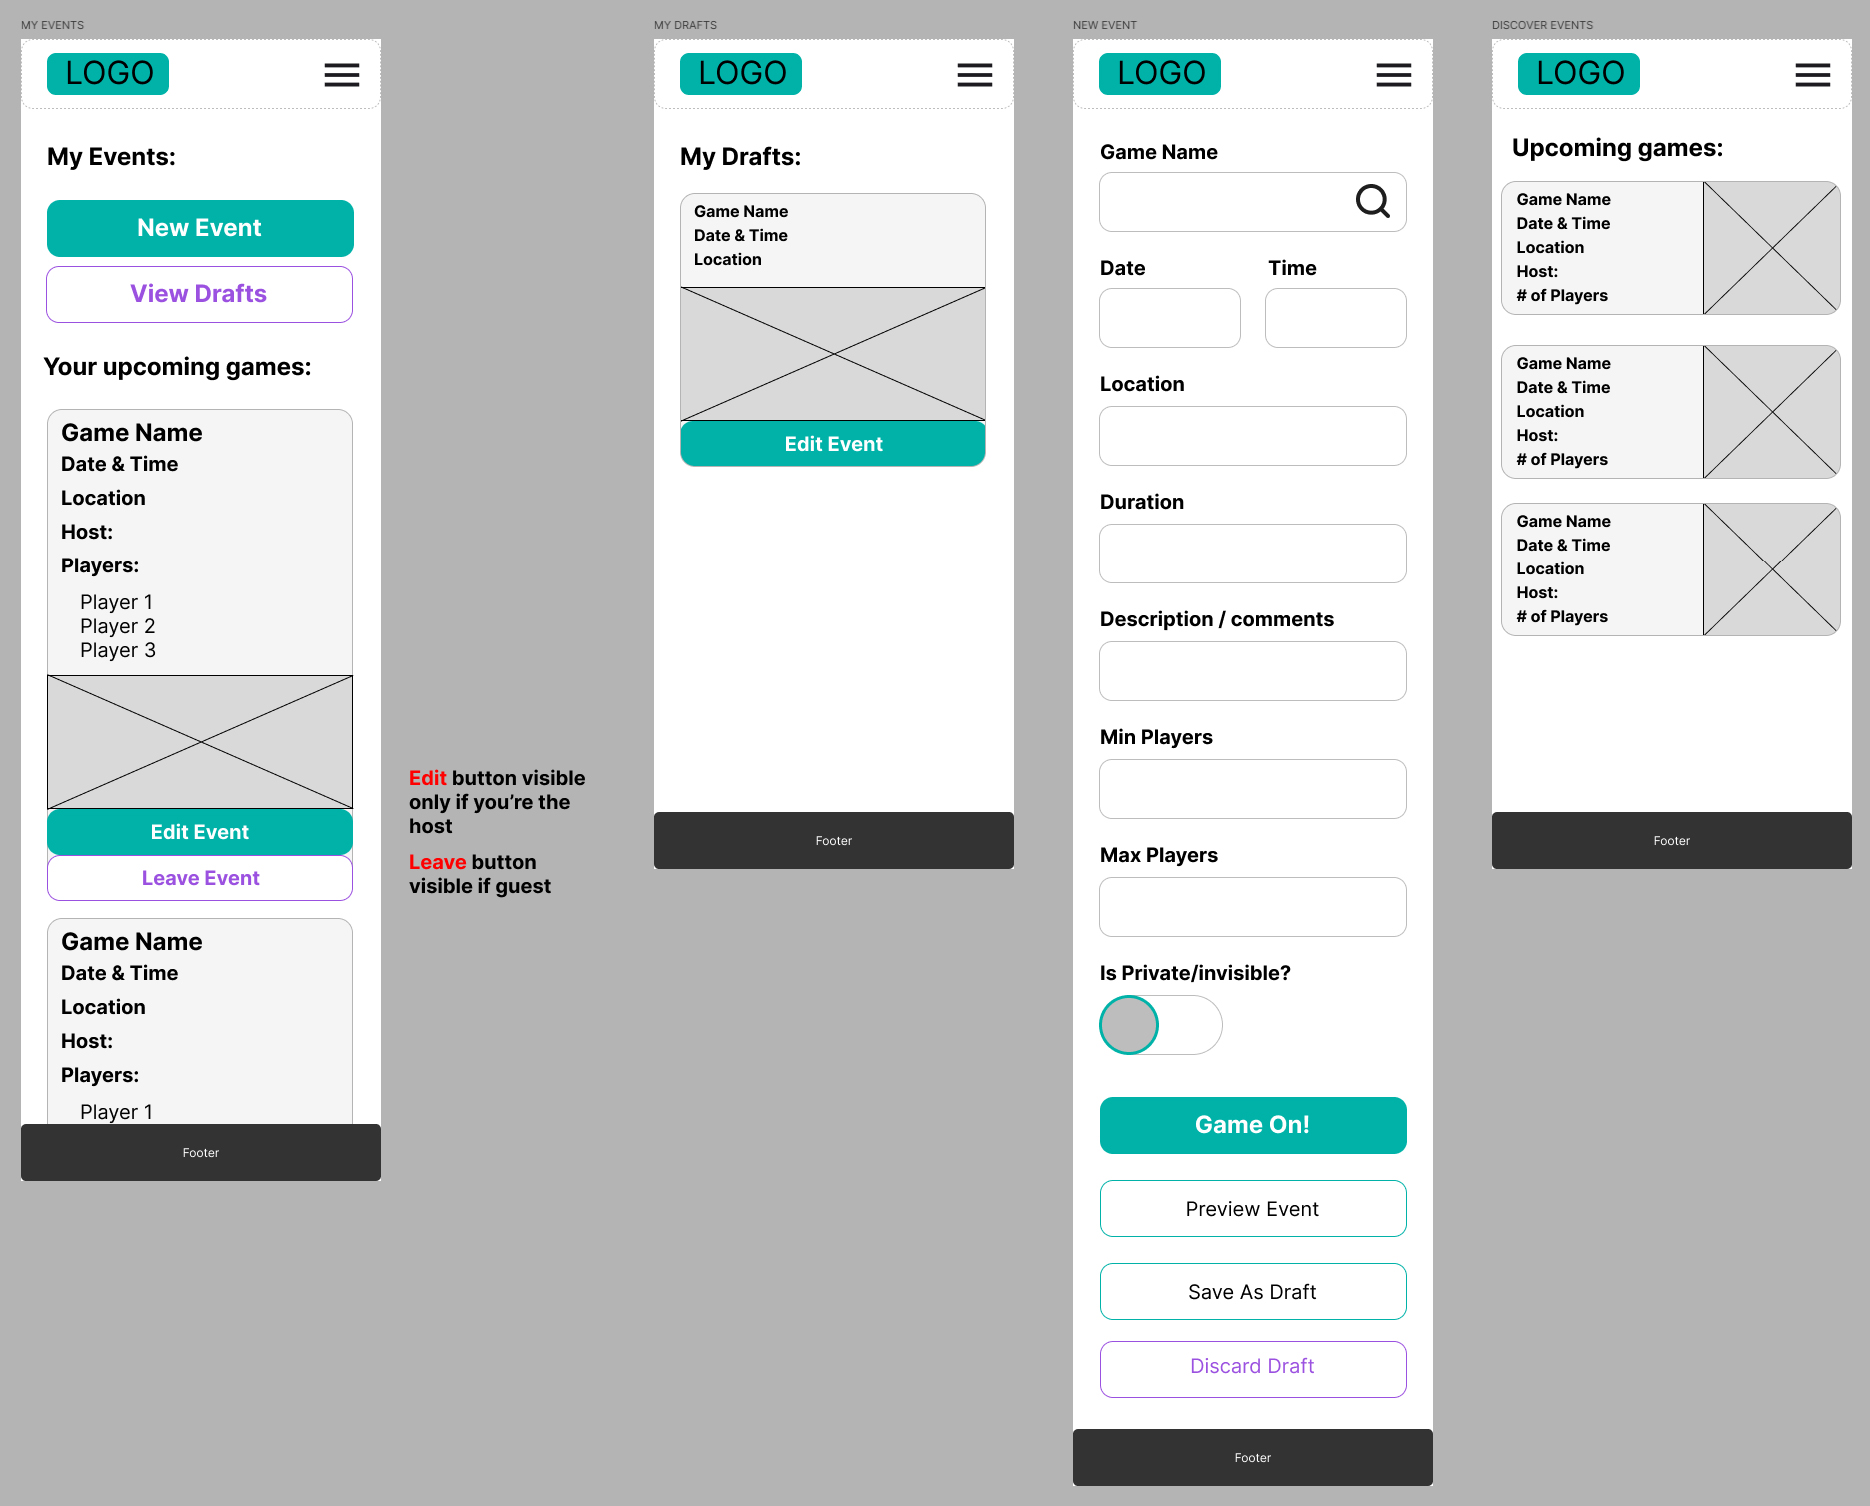 MY EVENTS
LOGO
My Events:
New Event
View Drafts
Your upcoming games:
Game Name
Date & Time
Location
Host:
Players:
Player 1
Player 2
Player 3
Edit Event
Leave Event
Game Name
Date & Time
Location
Host:
Players:
Player 1
Footer
Edit button visible
only if you’re the
host
Leave button
visible if guest
MY DRAFTS
LOGO
My Drafts:
Game Name
Date & Time
Location
Edit Event
Footer
NEW EVENT
LOGO
Game Name
Date Time
Location
Duration
Description / comments
Min Players
Max Players
Is Private/invisible?
Game On!
Preview Event
Save As Draft
Discard Draft
Footer
DISCOVER EVENTS
LOGO
Upcoming games:
Game Name
Date & Time
Location
Host:
# of Players
Game Name
Date & Time
Location
Host:
# of Players
Game Name
Date & Time
Location
Host:
# of Players
Footer